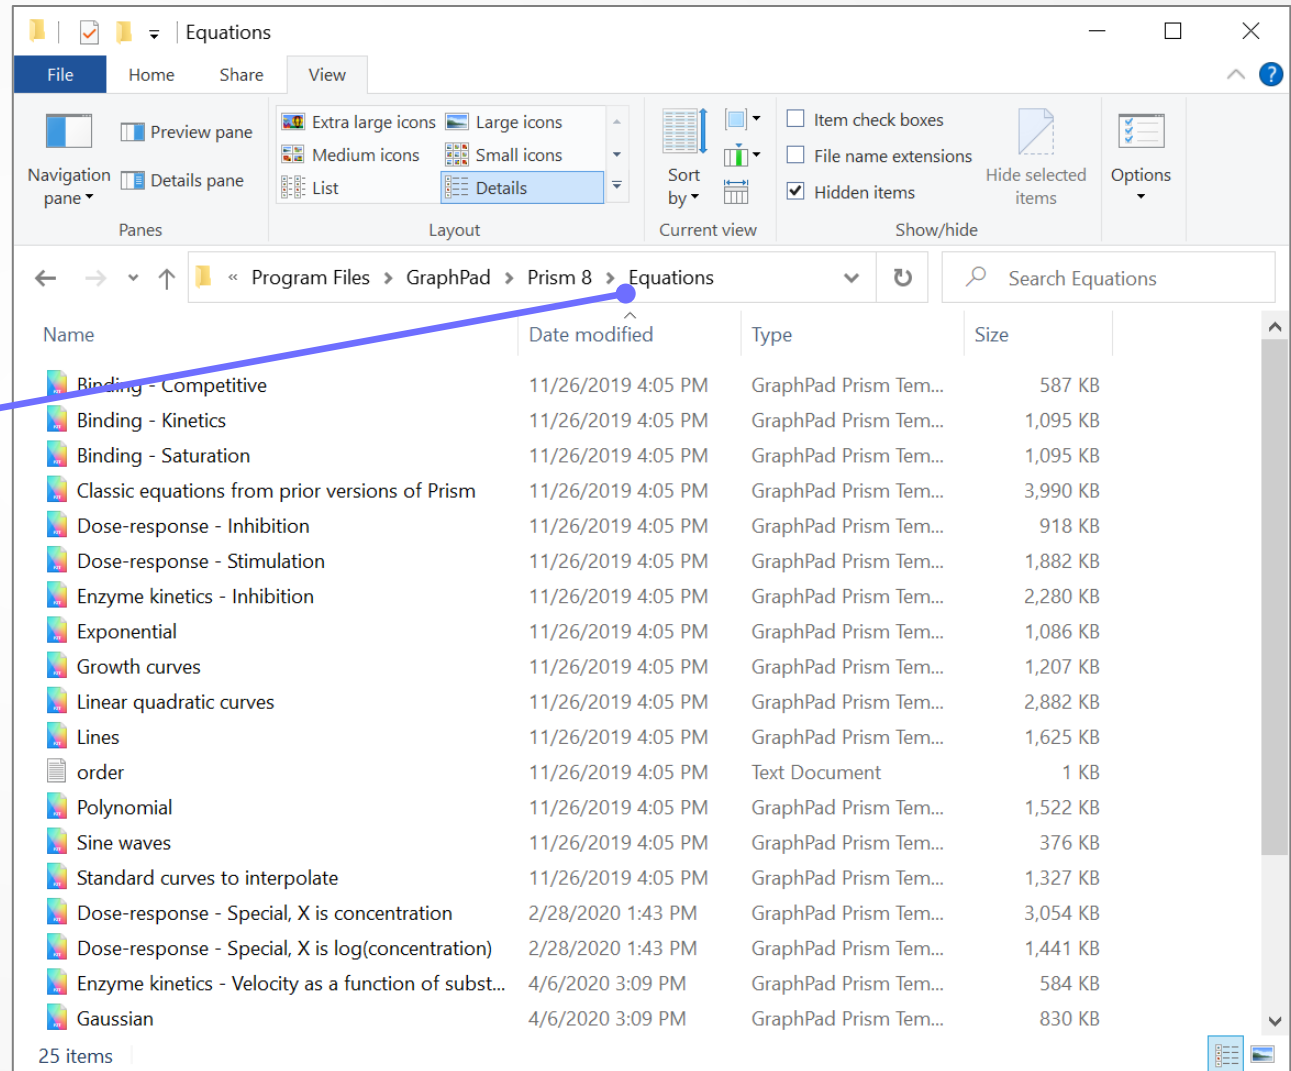 Equations
File Home Share View
?
Navigation pane
Preview pane
Details pane
Panes
Extra large icons Large icons
Medium icons Small icons
List Details
Layout
Sort by
Current view
Item check boxes
File name extensions
Hidden items
Hide selected items
Show/hide
Options
« Program Files > GraphPad > Prism 8 > Equations
Search Equations
Name Date modified Type Size
Binding - Competitive 11/26/2019 4:05 PM GraphPad Prism Tem... 587 KB
Binding - Kinetics 11/26/2019 4:05 PM GraphPad Prism Tem... 1,095 KB
Binding - Saturation 11/26/2019 4:05 PM GraphPad Prism Tem... 1,095 KB
Classic equations from prior versions of Prism 11/26/2019 4:05 PM GraphPad Prism Tem... 3,990 KB
Dose-response - Inhibition 11/26/2019 4:05 PM GraphPad Prism Tem... 918 KB
Dose-response - Stimulation 11/26/2019 4:05 PM GraphPad Prism Tem... 1,882 KB
Enzyme kinetics - Inhibition 11/26/2019 4:05 PM GraphPad Prism Tem... 2,280 KB
Exponential 11/26/2019 4:05 PM GraphPad Prism Tem... 1,086 KB
Growth curves 11/26/2019 4:05 PM GraphPad Prism Tem... 1,207 KB
Linear quadratic curves 11/26/2019 4:05 PM GraphPad Prism Tem... 2,882 KB
Lines 11/26/2019 4:05 PM GraphPad Prism Tem... 1,625 KB
order 11/26/2019 4:05 PM Text Document 1 KB
Polynomial 11/26/2019 4:05 PM GraphPad Prism Tem... 1,522 KB
Sine waves 11/26/2019 4:05 PM GraphPad Prism Tem... 376 KB
Standard curves to interpolate 11/26/2019 4:05 PM GraphPad Prism Tem... 1,327 KB
Dose-response - Special, X is concentration 2/28/2020 1:43 PM GraphPad Prism Tem... 3,054 KB
Dose-response - Special, X is log(concentration) 2/28/2020 1:43 PM GraphPad Prism Tem... 1,441 KB
Enzyme kinetics - Velocity as a function of subst... 4/6/2020 3:09 PM GraphPad Prism Tem... 584 KB
Gaussian 4/6/2020 3:09 PM GraphPad Prism Tem... 830 KB
25 items